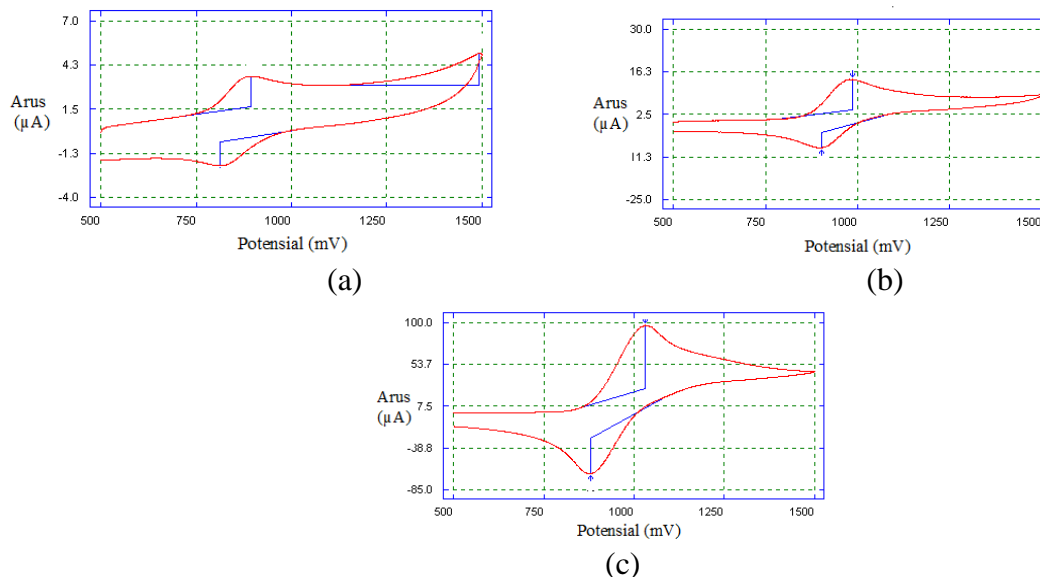 7.0
4.3
Arus
(µA)
1.5
-1.3
-4.0
500
750
1000
1250
1500
Potensial (mV)
(a)
30.0
16.3
Arus
(µA)
2.5
11.3
-25.0
500
750
1000
1250
1500
Potensial (mV)
(b)
100.0
53.7
Arus
(µA)
7.5
-38.8
-85.0
500
750
1000
1250
1500
Potensial (mV)
(c)